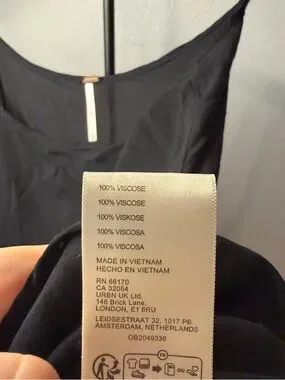 100% VISCOSE
100% VISCOSE
100% VISKOSE
100% VISCOSA
100% VISCOSA
MADE IN VIETNAM
HECHO EN VIETNAM
RN 66170
CA 32054
URBN UK Ltd.
146 Brick Lane.
LONDON, E1 6RU
LEIDSESTRAAT 32, 1017 PB
AMSTERDAM, NETHERLANDS
OB2049336
FR